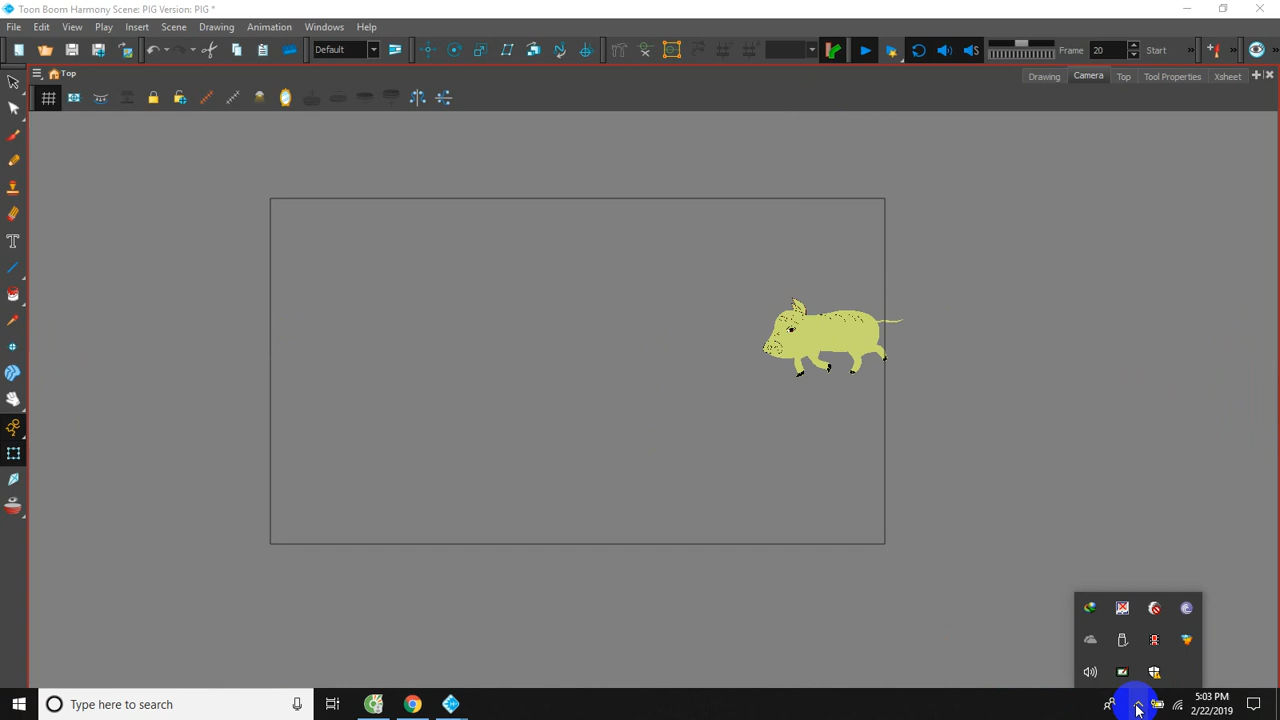 Toon Boom Harmony Scene: PIG Version: PIG *
File Edit View Play Insert Scene Drawing Animation Windows Help
Default Frame 20 Start
Top
Drawing Camera Top Tool Properties Xsheet
Type here to search
5:03 PM
2/22/2019